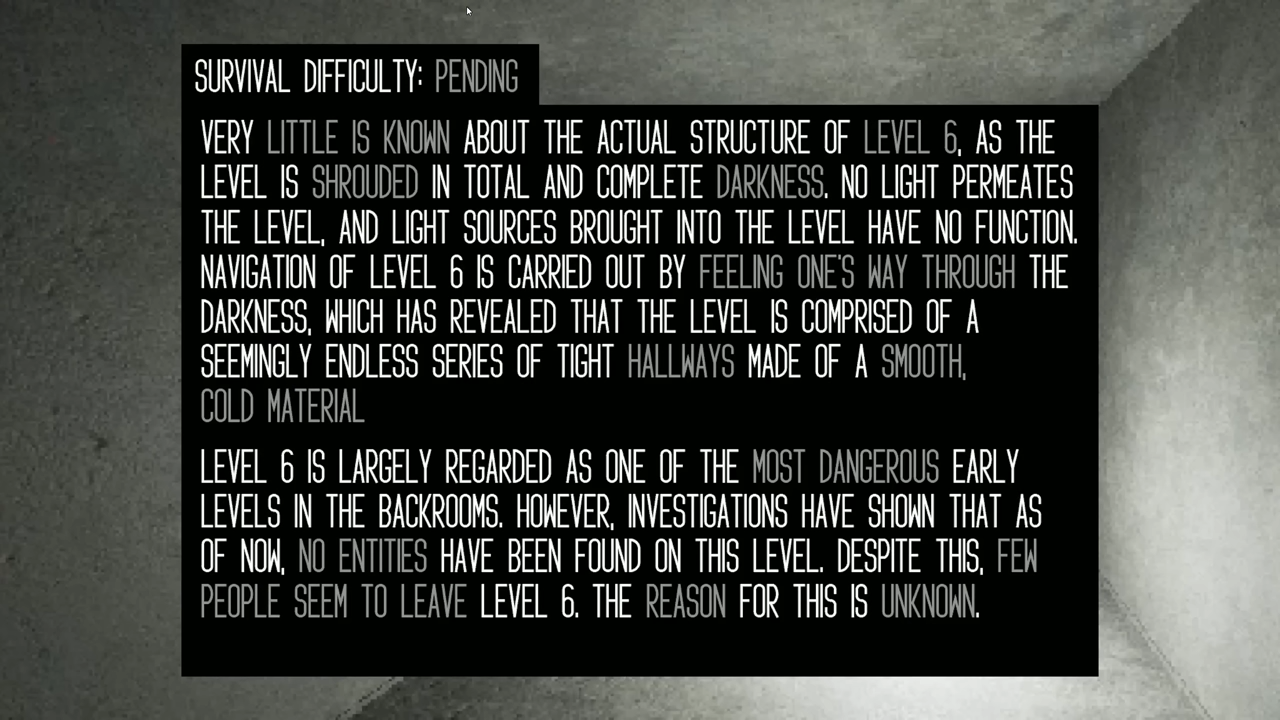 SURVIVAL DIFFICULTY: PENDING
VERY LITTLE IS KNOWN ABOUT THE ACTUAL STRUCTURE OF LEVEL 6, AS THE
LEVEL IS SHROUDED IN TOTAL AND COMPLETE DARKNESS. NO LIGHT PERMEATES
THE LEVEL, AND LIGHT SOURCES BROUGHT INTO THE LEVEL HAVE NO FUNCTION.
NAVIGATION OF LEVEL 6 IS CARRIED OUT BY FEELING ONE'S WAY THROUGH THE
DARKNESS, WHICH HAS REVEALED THAT THE LEVEL IS COMPRISED OF A
SEEMINGLY ENDLESS SERIES OF TIGHT HALLWAYS MADE OF A SMOOTH,
COLD MATERIAL
LEVEL 6 IS LARGELY REGARDED AS ONE OF THE MOST DANGEROUS EARLY
LEVELS IN THE BACKROOMS. HOWEVER, INVESTIGATIONS HAVE SHOWN THAT AS
OF NOW, NO ENTITIES HAVE BEEN FOUND ON THIS LEVEL. DESPITE THIS, FEW
PEOPLE SEEM TO LEAVE LEVEL 6. THE REASON FOR THIS IS UNKNOWN.